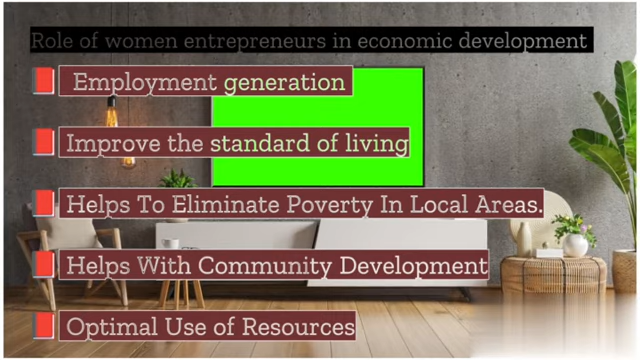 Role of women entrepreneurs in economic development
Employment generation
Improve the standard of living
Helps To Eliminate Poverty In Local Areas.
Helps With Community Development
Optimal Use of Resources